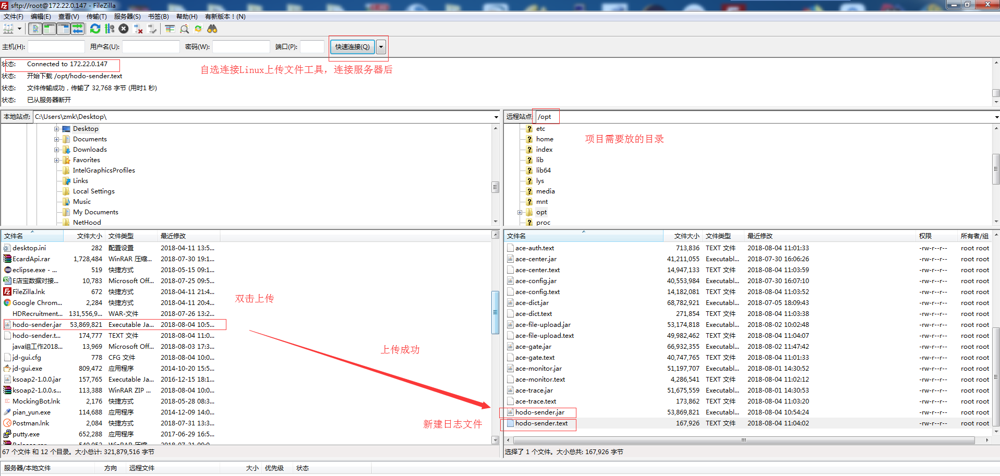 sftp://root@172.22.0.147 - FileZilla
文件(F) 编辑(E) 查看(V) 传输(T) 服务器(S) 书签(B) 帮助(H) 有新版本！(N)
主机(H): 用户名(U): 密码(W): 端口(P): 快速连接(Q)
状态: Connected to 172.22.0.147
自选连接Linux上传文件工具，连接服务器后
状态: 开始下载 /opt/hodo-sender.text
状态: 文件传输成功，传输了 32,768 字节 (用时1 秒)
状态: 已从服务器断开
本地站点: C:\Users\zmk\Desktop\
Desktop
Documents
Downloads
Favorites
IntelGraphicsProfiles
Links
Local Settings
Music
My Documents
NetHood
远程站点: /opt
etc
home
项目需要放的目录
index
lib
lib64
lys
media
mnt
opt
proc
文件名 文件大小 文件类型 最近修改
desktop.ini 282 配置设置 2018-04-11 13:5...
EcardApi.rar 1,728,484 WinRAR 压缩... 2018-07-30 19:1...
eclipse.exe - ... 519 快捷方式 2018-05-15 09:1...
E店宝数据对接... 10,783 Microsoft Off... 2018-07-25 09:5...
FileZilla.lnk 672 快捷方式 2018-04-11 21:4...
Google Chrom... 2,284 快捷方式 2018-04-11 20:4...
HDRecruitment... 131,556,9... WAR-文件 2018-07-26 13:2...
hodo-sender.jar 53,869,821 Executable Ja... 2018-08-04 10:5...
hodo-sender.t... 174,777 TEXT 文件 2018-08-04 11:0...
java组工作2018... 13,969 Microsoft Off... 2018-08-03 17:3...
jd-gui.cfg 778 CFG 文件 2018-08-04 10:0...
jd-gui.exe 809,472 应用程序 2014-10-20 15:5...
ksoap2-1.0.0.jar 157,765 Executable Ja... 2016-12-15 18:1...
ksoap2-1.0.0.s... 113,388 WinRAR ZIP ... 2018-08-04 10:0...
MockingBot.lnk 2,176 快捷方式 2018-05-28 08:3...
pian_yun.exe 114,688 应用程序 2014-12-09 14:0...
Postman.lnk 2,084 快捷方式 2018-07-31 13:3...
putty.exe 652,288 应用程序 2017-06-29 16:5...
双击上传
上传成功
新建日志文件
文件名 文件大小 文件类型 最近修改 权限 所有者/组
ace-auth.text 713,836 TEXT 文件 2018-08-04 11:01:33 -rw-r--r-- root root
ace-center.jar 41,211,055 Executabl... 2018-07-30 16:06:26 -rw-r--r-- root root
ace-center.text 14,947,133 TEXT 文件 2018-08-04 11:03:59 -rw-r--r-- root root
ace-config.jar 40,553,984 Executabl... 2018-07-30 16:07:10 -rw-r--r-- root root
ace-config.text 14,182,081 TEXT 文件 2018-08-04 11:03:52 -rw-r--r-- root root
ace-dict.jar 68,782,921 Executabl... 2018-07-05 18:09:43 -rw-r--r-- root root
ace-dict.text 271,854 TEXT 文件 2018-08-04 11:03:38 -rw-r--r-- root root
ace-file-upload.jar 53,174,818 Executabl... 2018-08-02 10:02:48 -rw-r--r-- root root
ace-file-upload.text 49,982,462 TEXT 文件 2018-08-04 11:04:07 -rw-r--r-- root root
ace-gate.jar 66,932,355 Executabl... 2018-08-02 11:47:42 -rw-r--r-- root root
ace-gate.text 40,747,765 TEXT 文件 2018-08-04 11:01:33 -rw-r--r-- root root
ace-monitor.jar 51,197,707 Executabl... 2018-08-01 14:30:52 -rw-r--r-- root root
ace-monitor.text 4,286,541 TEXT 文件 2018-08-04 11:02:12 -rw-r--r-- root root
ace-trace.jar 51,675,559 Executabl... 2018-08-01 14:30:53 -rw-r--r-- root root
ace-trace.text 173,862 TEXT 文件 2018-08-04 11:03:20 -rw-r--r-- root root
hodo-sender.jar 53,869,821 Executabl... 2018-08-04 10:54:24 -rw-r--r-- root root
hodo-sender.text 167,926 TEXT 文件 2018-08-04 11:04:02 -rw-r--r-- root root
67 个文件 和 12 个目录。大小总计: 321,879,516 字节
选择了 1 个文件。大小总共: 167,926 字节
服务器/本地文件 方向 远程文件 大小 优先级 状态